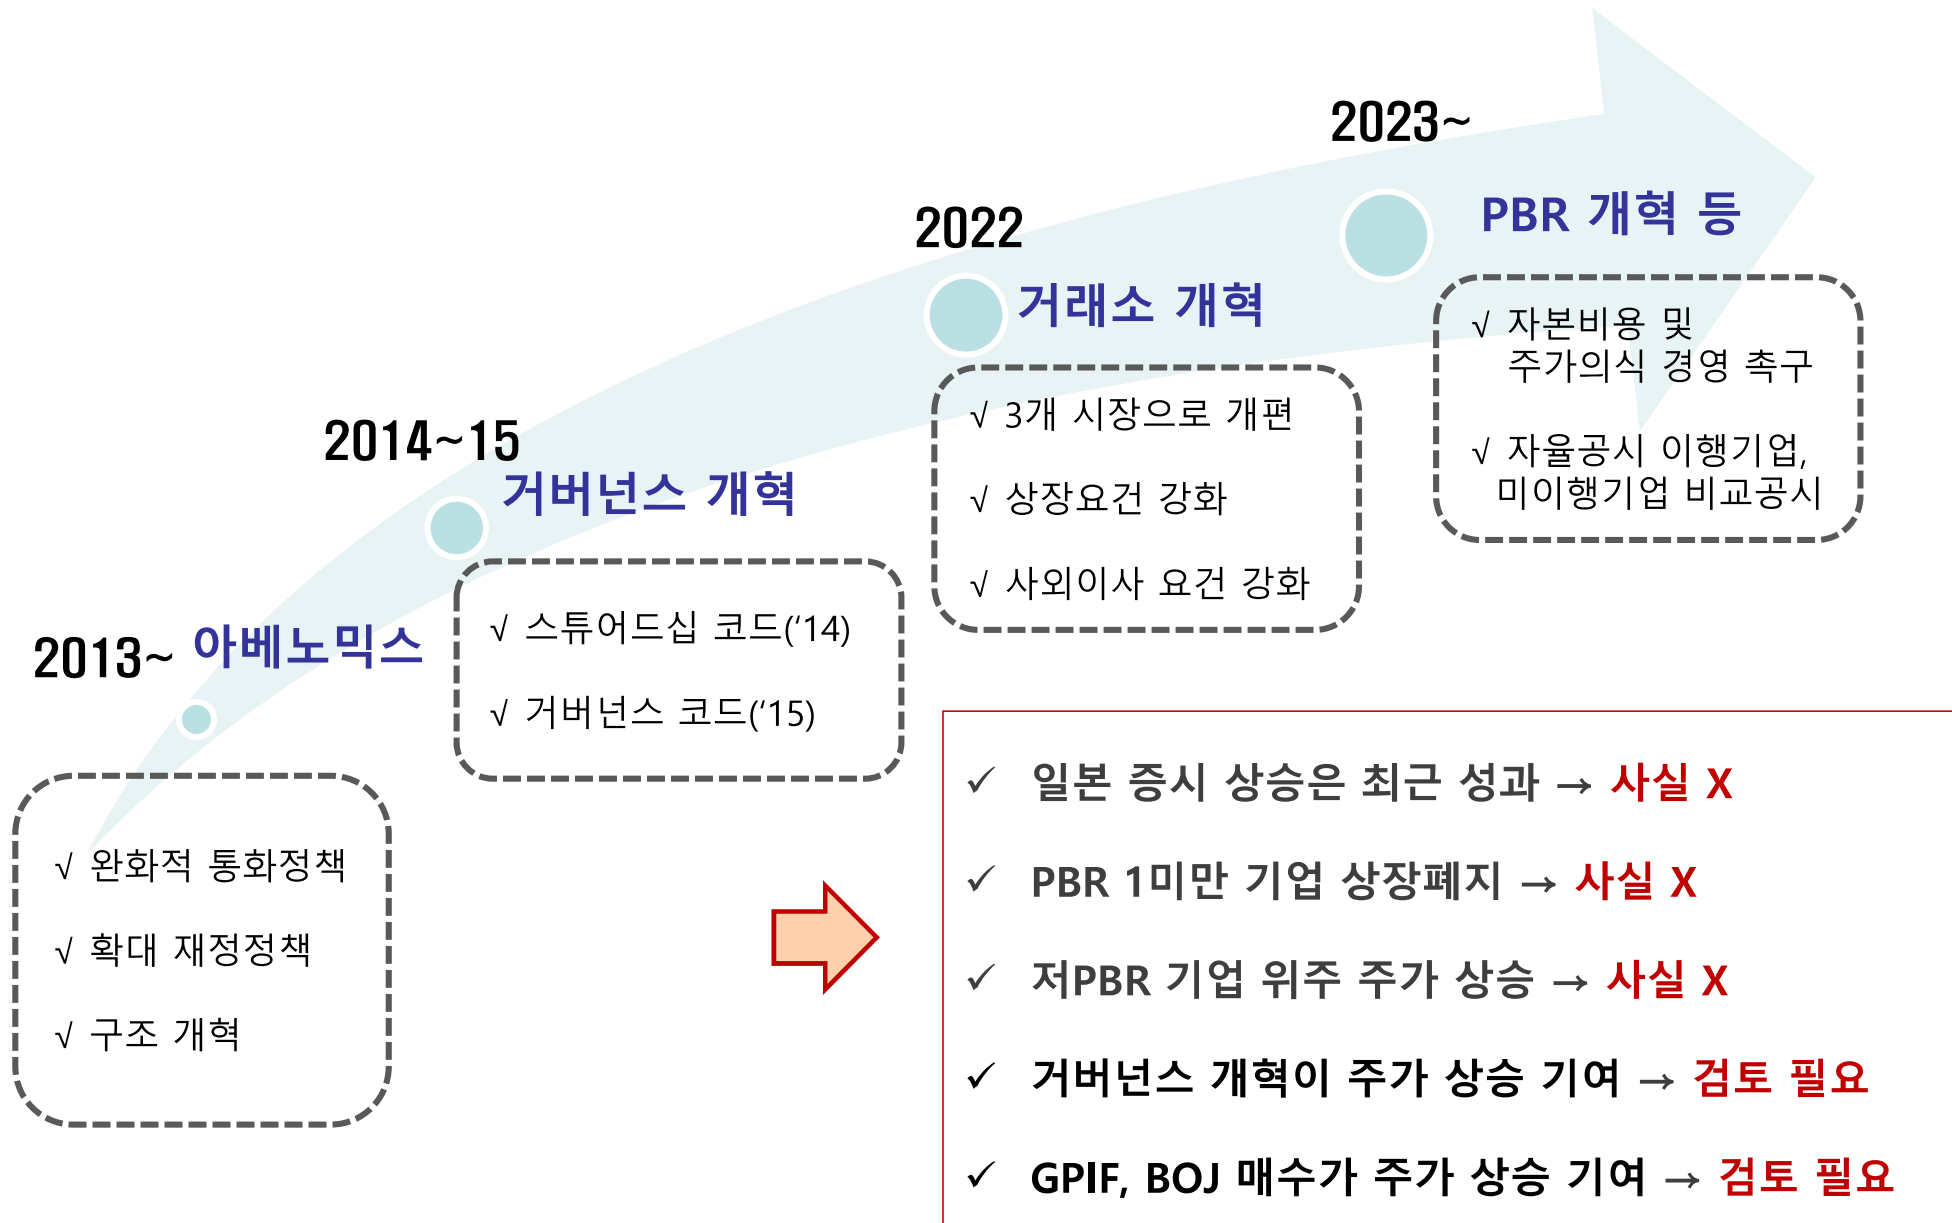 2013~
아베노믹스
√ 완화적 통화정책
√ 확대 재정정책
√ 구조 개혁
2014~15
거버넌스 개혁
√ 스튜어드십 코드(‘14)
√ 거버넌스 코드(‘15)
2022
거래소 개혁
√ 3개 시장으로 개편
√ 상장요건 강화
√ 사외이사 요건 강화
2023~
PBR 개혁 등
√ 자본비용 및
주가의식 경영 촉구
√ 자율공시 이행기업,
미이행기업 비교공시
✓ 일본 증시 상승은 최근 성과 → 사실 X
✓ PBR 1미만 기업 상장폐지 → 사실 X
✓ 저PBR 기업 위주 주가 상승 → 사실 X
✓ 거버넌스 개혁이 주가 상승 기여 → 검토 필요
✓ GPIF, BOJ 매수가 주가 상승 기여 → 검토 필요